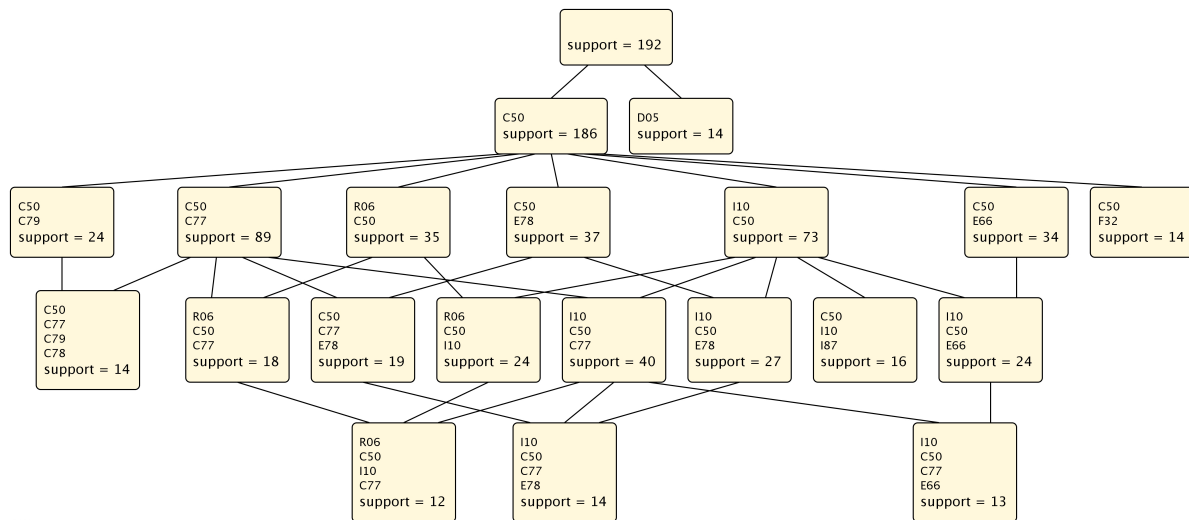 support = 192
C50
support = 186
D05
support = 14
C50
C79
support = 24
C50
C77
support = 89
R06
C50
support = 35
C50
E78
support = 37
I10
C50
support = 73
C50
E66
support = 34
C50
F32
support = 14
C50
C77
C79
C78
support = 14
R06
C50
C77
support = 18
C50
C77
E78
support = 19
R06
C50
I10
support = 24
I10
C50
C77
support = 40
I10
C50
E78
support = 27
C50
I10
I87
support = 16
I10
C50
E66
support = 24
R06
C50
I10
C77
support = 12
I10
C50
C77
E78
support = 14
I10
C50
C77
E66
support = 13